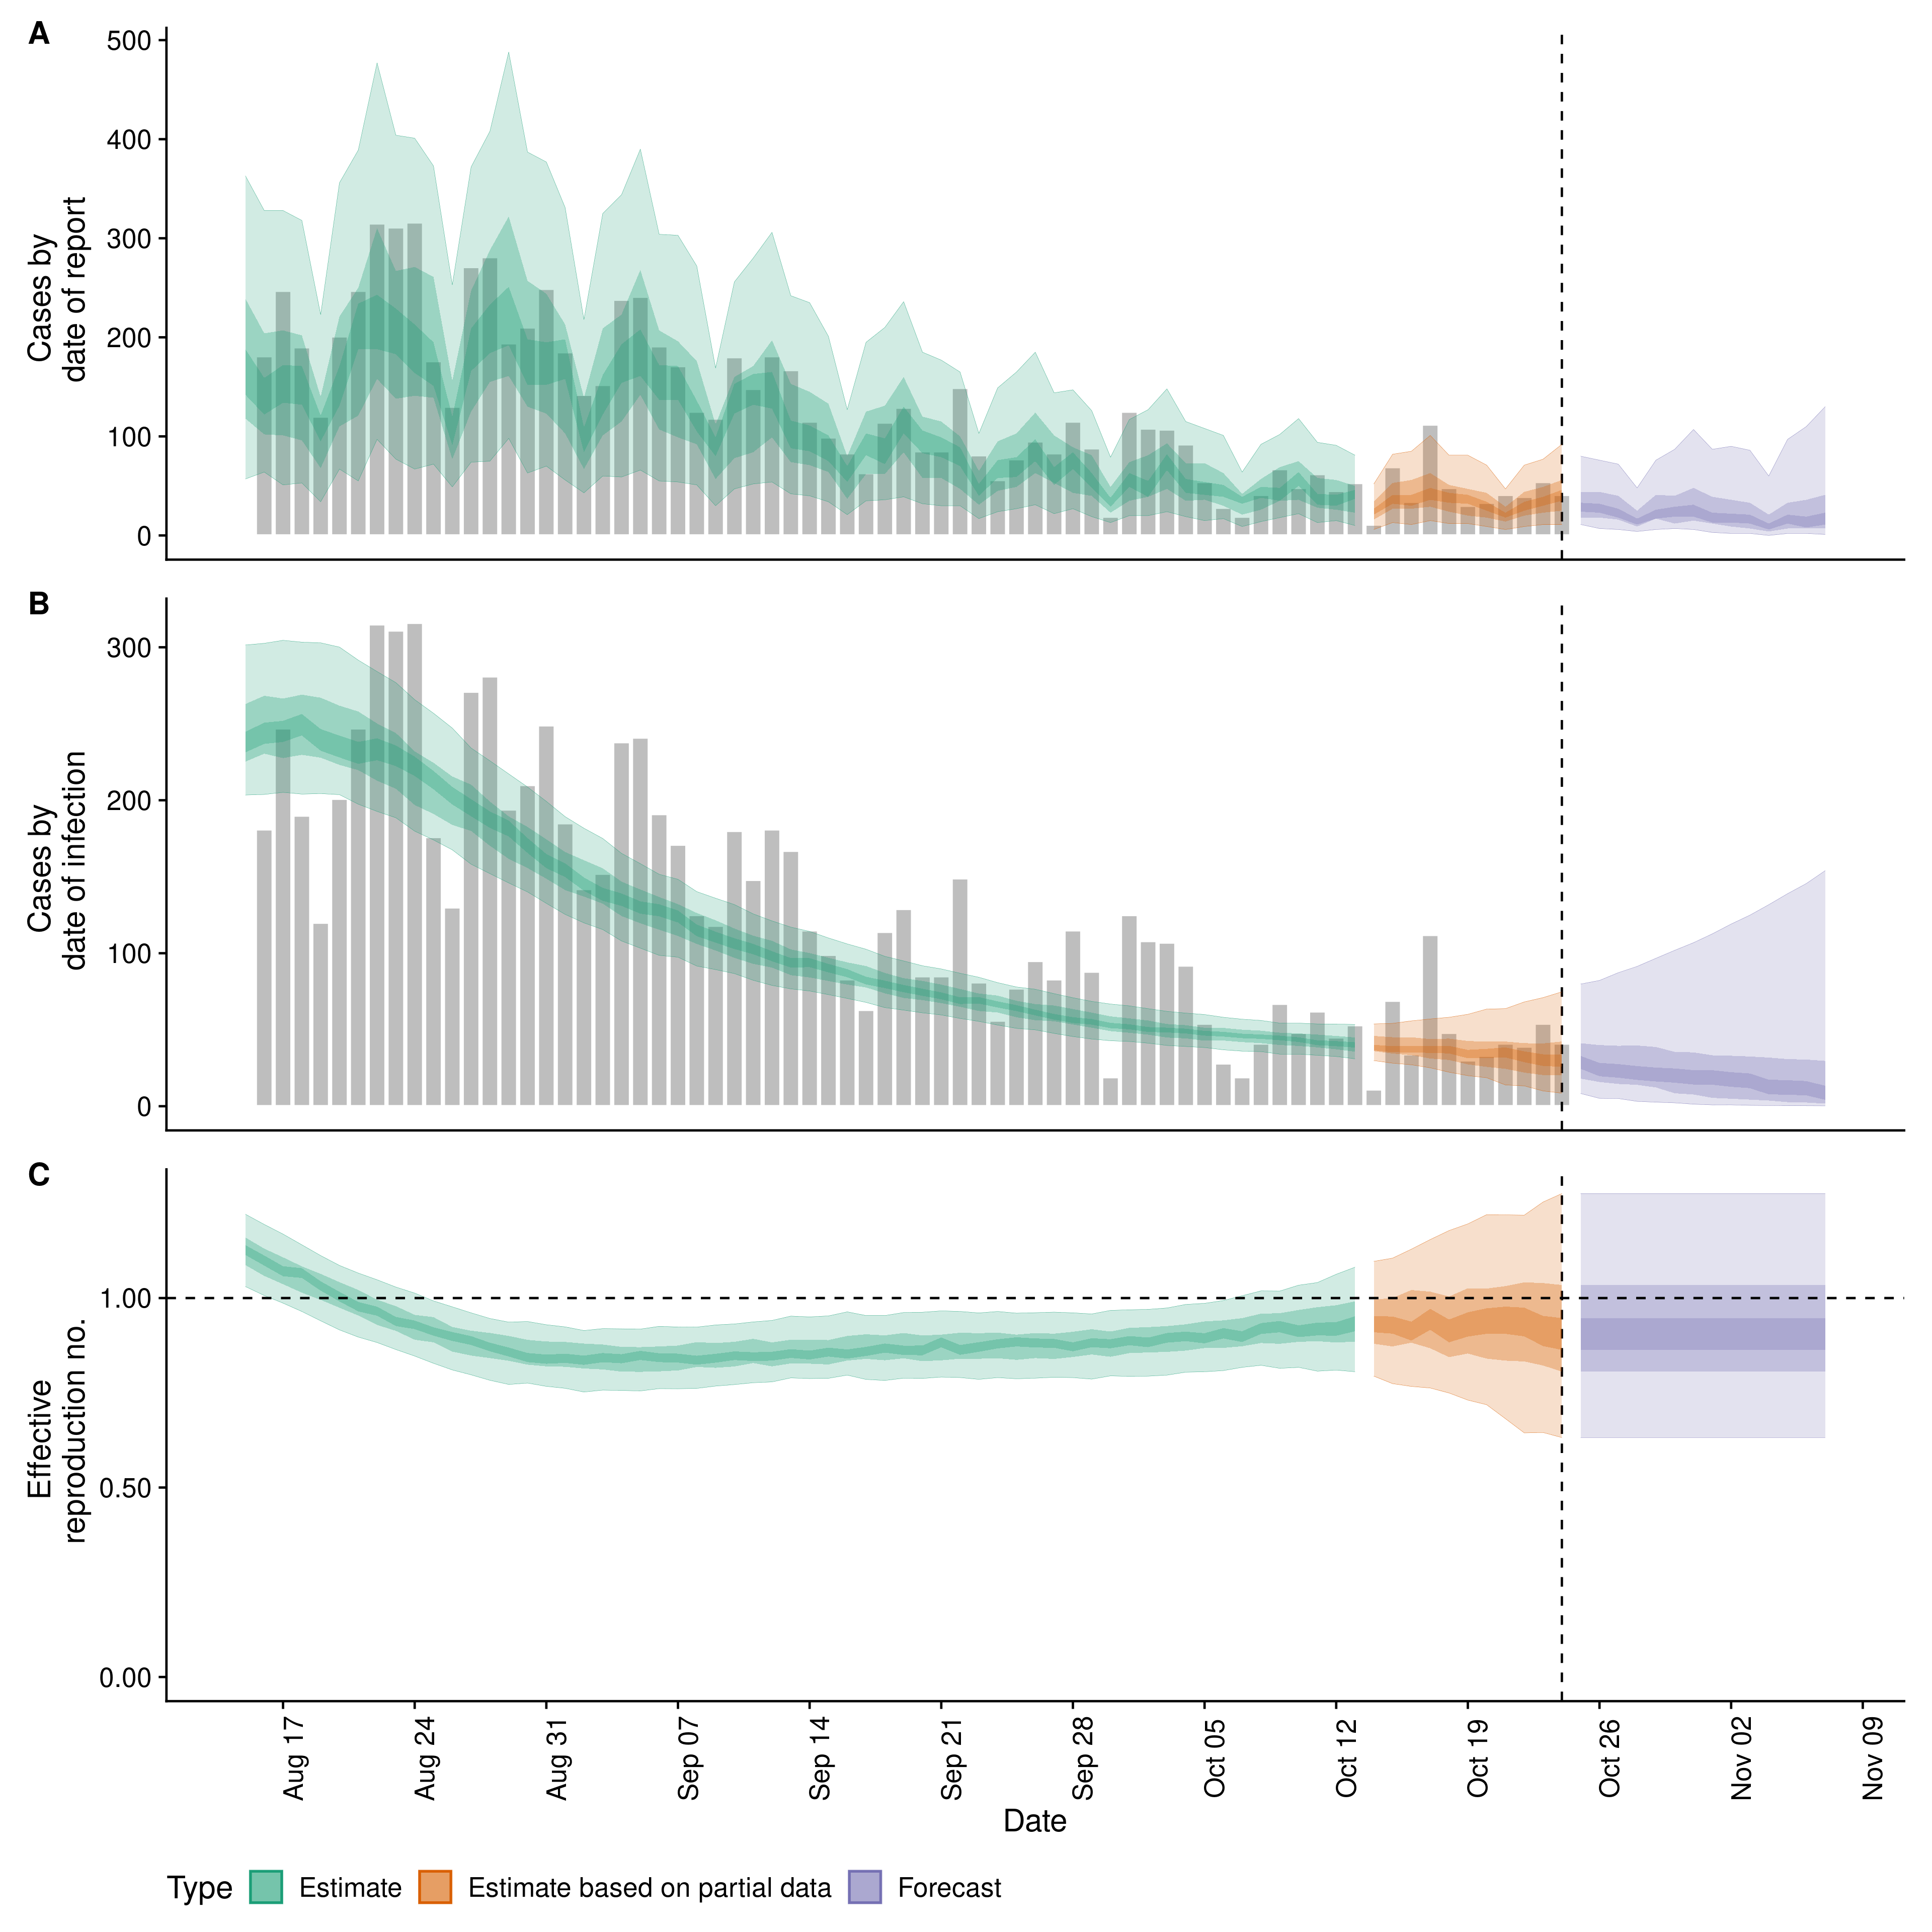 A
500
400
300
200
100
0
Cases by
date of report
B
300
200
100
0
Cases by
date of infection
C
1.00
0.50
0.00
Effective
reproduction no.
Aug 17
Aug 24
Aug 31
Sep 07
Sep 14
Sep 21
Sep 28
Oct 05
Oct 12
Oct 19
Oct 26
Nov 02
Nov 09
Date
Type Estimate Estimate based on partial data Forecast